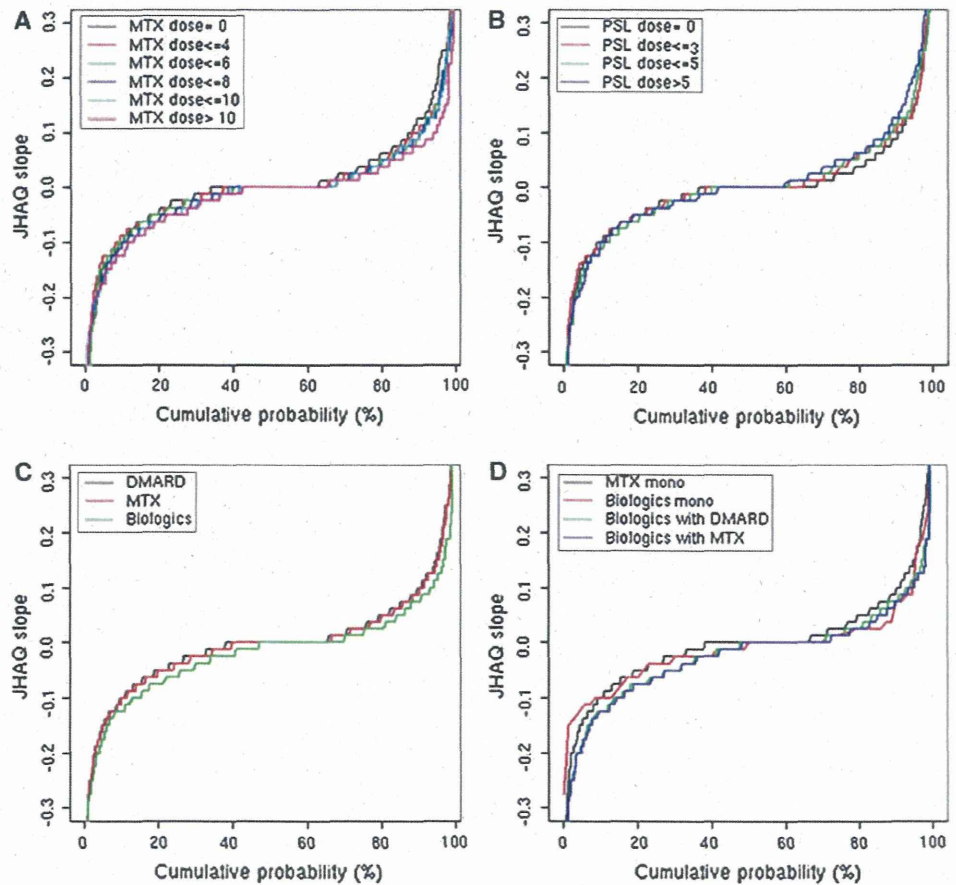 A
MTX dose= 0
MTX dose<=4
MTX dose<=6
MTX dose<=8
MTX dose<=10
MTX dose> 10
JHAQ slope
0.3
0.2
0.1
0.0
-0.1
-0.2
-0.3
0 20 40 60 80 100
Cumulative probability (%)
B
PSL dose= 0
PSL dose<=3
PSL dose<=5
PSL dose>5
JHAQ slope
0.3
0.2
0.1
0.0
-0.1
-0.2
-0.3
0 20 40 60 80 100
Cumulative probability (%)
C
DMARD
MTX
Biologics
JHAQ slope
0.3
0.2
0.1
0.0
-0.1
-0.2
-0.3
0 20 40 60 80 100
Cumulative probability (%)
D
MTX mono
Biologics mono
Biologics with DMARD
Biologics with MTX
JHAQ slope
0.3
0.2
0.1
0.0
-0.1
-0.2
-0.3
0 20 40 60 80 100
Cumulative probability (%)